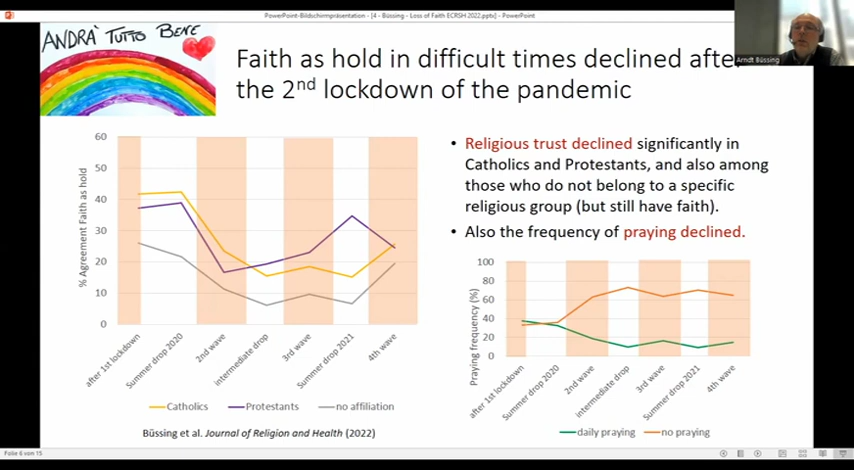 PowerPoint-Bildschirmpräsentation - [4 - Büssing - Loss of Faith ECRSH 2022.pptx] - PowerPoint
Arndt Büssing
ANDRÀ TUTTO BENE
Faith as hold in difficult times declined after
the 2nd lockdown of the pandemic
60
50
40
30
20
10
0
% Agreement Faith as hold
after 1st lockdown
Summer drop 2020
2nd wave
intermediate drop
3rd wave
Summer drop 2021
4th wave
Catholics
Protestants
no affiliation
Büssing et al. Journal of Religion and Health (2022)
• Religious trust declined significantly in
Catholics and Protestants, and also among
those who do not belong to a specific
religious group (but still have faith).
• Also the frequency of praying declined.
100
80
60
40
20
0
Praying frequency (%)
after 1st lockdown
Summer drop 2020
2nd wave
intermediate drop
3rd wave
Summer drop 2021
4th wave
daily praying
no praying
Folie 6 von 15